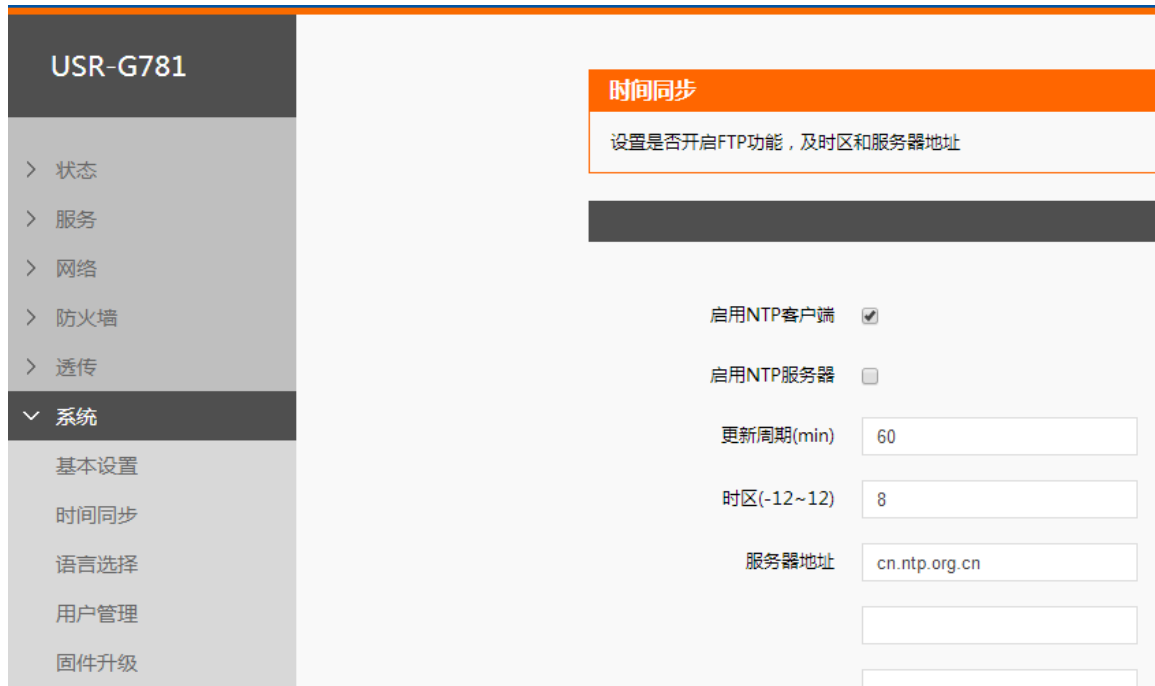 USR-G781
状态
服务
网络
防火墙
透传
系统
基本设置
时间同步
语言选择
用户管理
固件升级
时间同步
设置是否开启FTP功能，及时区和服务器地址
启用NTP客户端
启用NTP服务器
更新周期(min) 60
时区(-12~12) 8
服务器地址 cn.ntp.org.cn